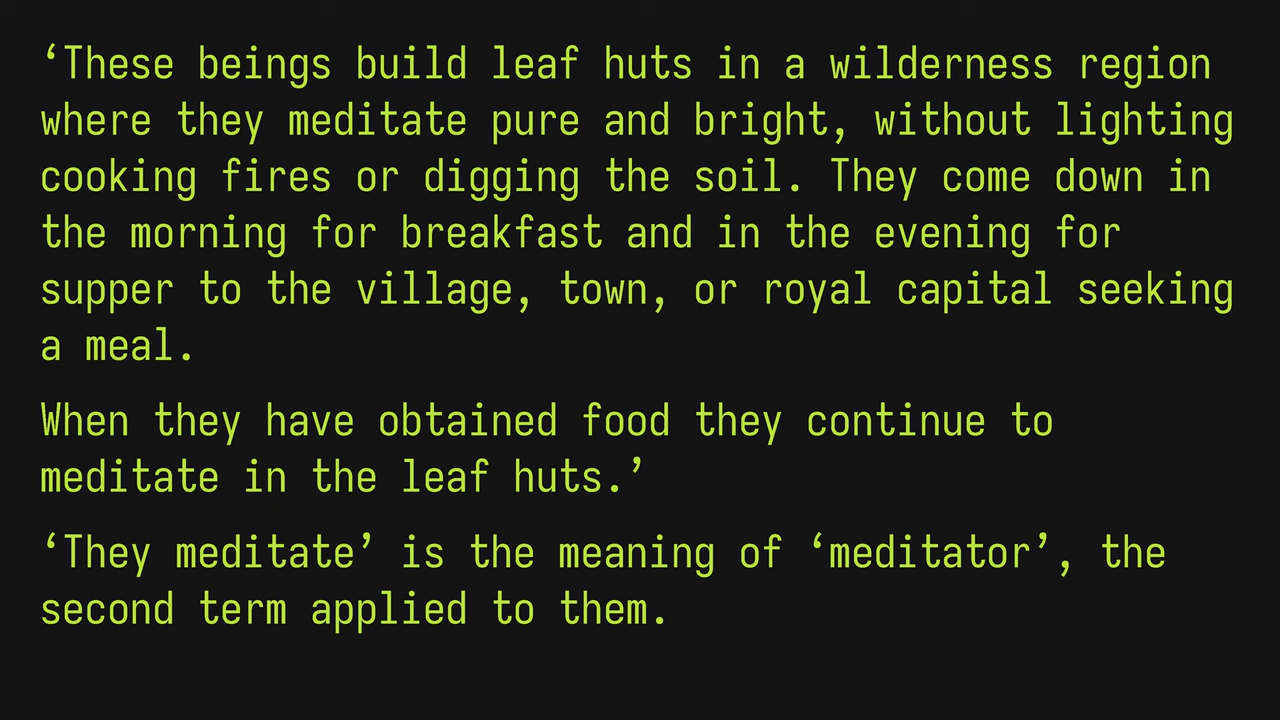 ‘These beings build leaf huts in a wilderness region
where they meditate pure and bright, without lighting
cooking fires or digging the soil. They come down in
the morning for breakfast and in the evening for
supper to the village, town, or royal capital seeking
a meal.
When they have obtained food they continue to
meditate in the leaf huts.’
‘They meditate’ is the meaning of ‘meditator’, the
second term applied to them.